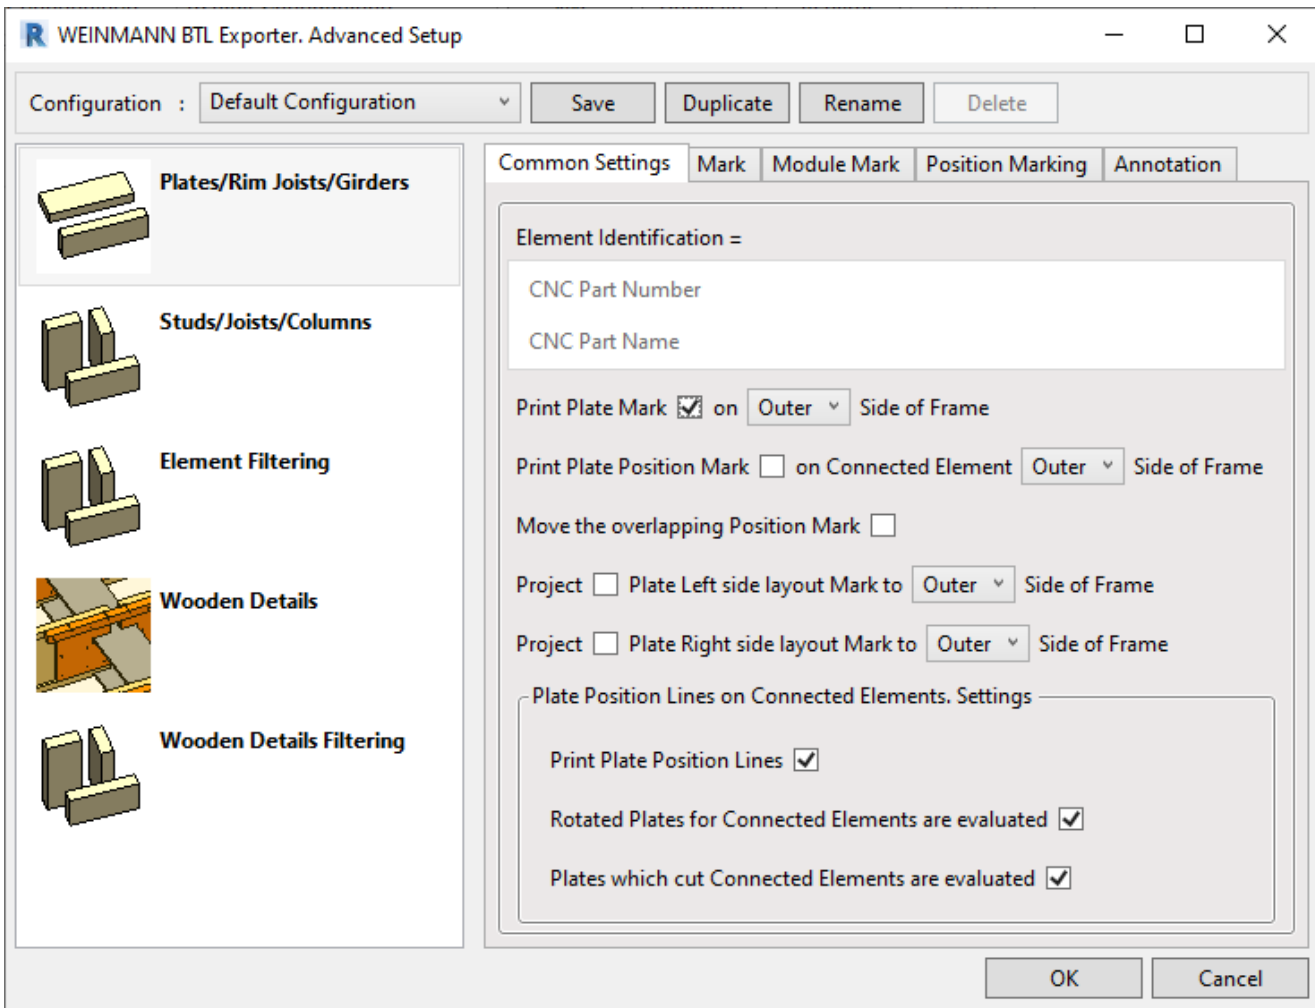 WEINMANN BTL Exporter. Advanced Setup
Configuration : Default Configuration Save Duplicate Rename Delete
Plates/Rim Joists/Girders
Studs/Joists/Columns
Element Filtering
Wooden Details
Wooden Details Filtering
Common Settings Mark Module Mark Position Marking Annotation
Element Identification =
CNC Part Number
CNC Part Name
Print Plate Mark on Outer Side of Frame
Print Plate Position Mark on Connected Element Outer Side of Frame
Move the overlapping Position Mark
Project Plate Left side layout Mark to Outer Side of Frame
Project Plate Right side layout Mark to Outer Side of Frame
Plate Position Lines on Connected Elements. Settings
Print Plate Position Lines
Rotated Plates for Connected Elements are evaluated
Plates which cut Connected Elements are evaluated
OK Cancel